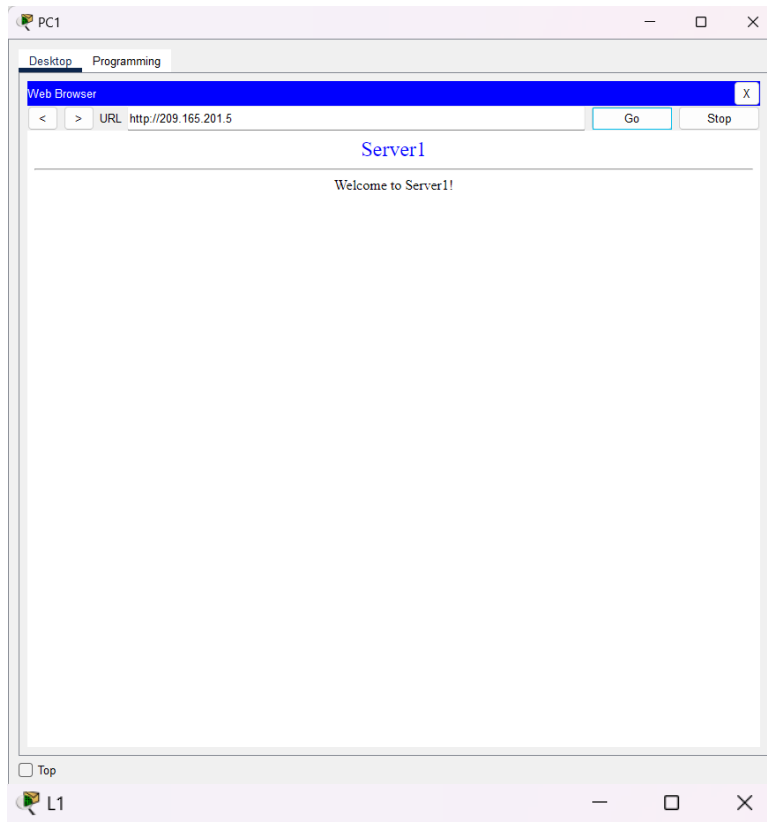 PC1
Desktop Programming
Web Browser X
< > URL http://209.165.201.5 Go Stop
Server1
Welcome to Server1!
Top
L1